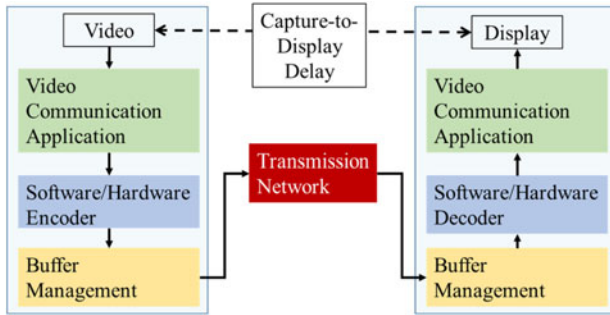 Video
Capture-to-
Display
Delay
Display
Video
Communication
Application
Software/Hardware
Encoder
Buffer
Management
Transmission
Network
Video
Communication
Application
Software/Hardware
Decoder
Buffer
Management